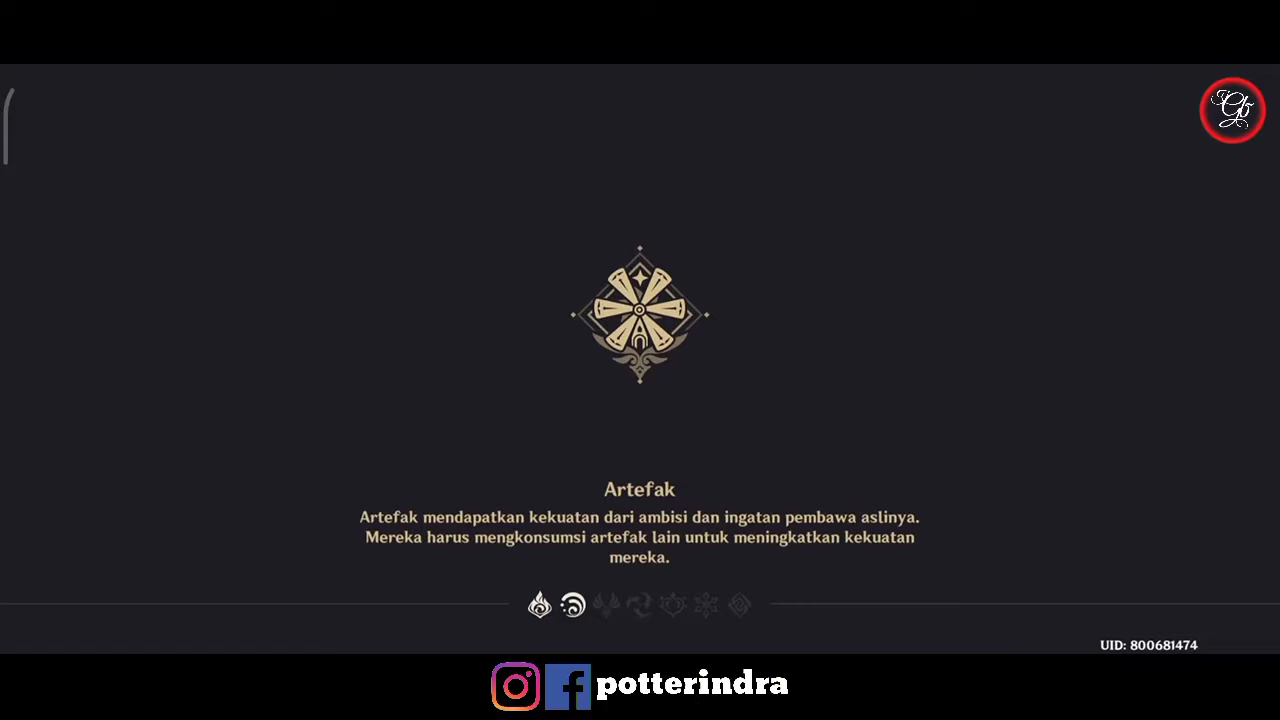 Artefak
Artefak mendapatkan kekuatan dari ambisi dan ingatan pembawa aslinya.
Mereka harus mengkonsumsi artefak lain untuk meningkatkan kekuatan
mereka.
UID: 800681474
potterindra